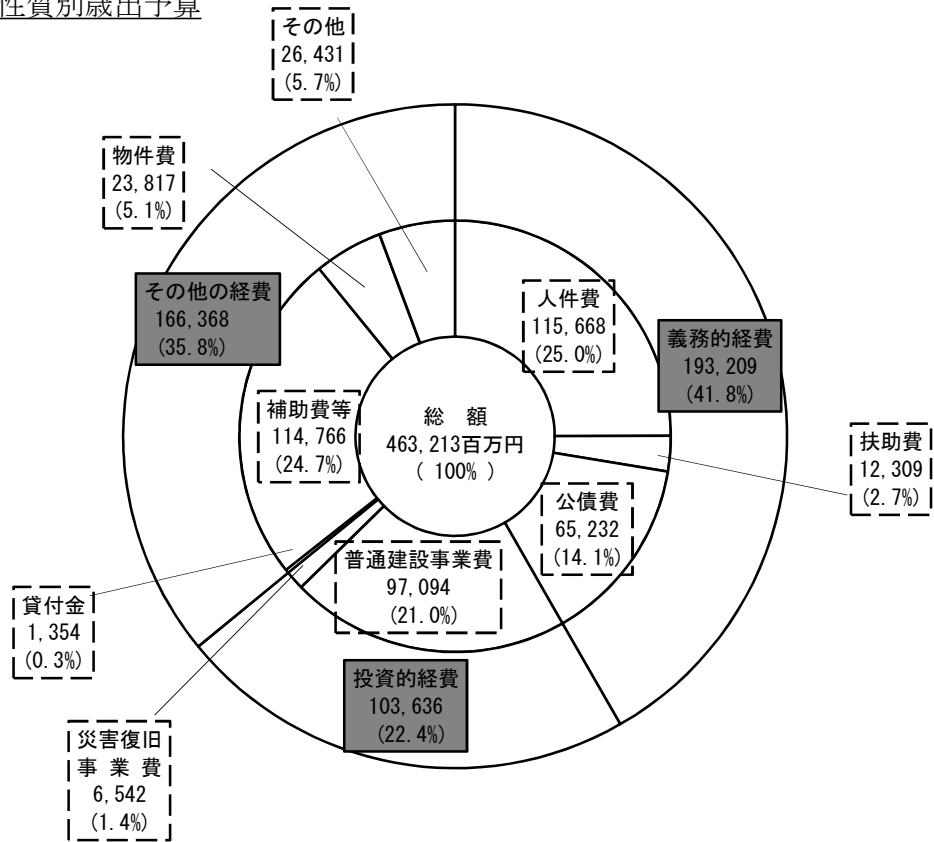 性質別歳出予算
その他
26,431
(5.7%)
物件費
23,817
(5.1%)
その他の経費
166,368
(35.8%)
人件費
115,668
(25.0%)
義務的経費
193,209
(41.8%)
補助費等
114,766
(24.7%)
総 額
463,213百万円
( 100% )
扶助費
12,309
(2.7%)
公債費
65,232
(14.1%)
普通建設事業費
97,094
(21.0%)
貸付金
1,354
(0.3%)
投資的経費
103,636
(22.4%)
災害復旧
事 業 費
6,542
(1.4%)